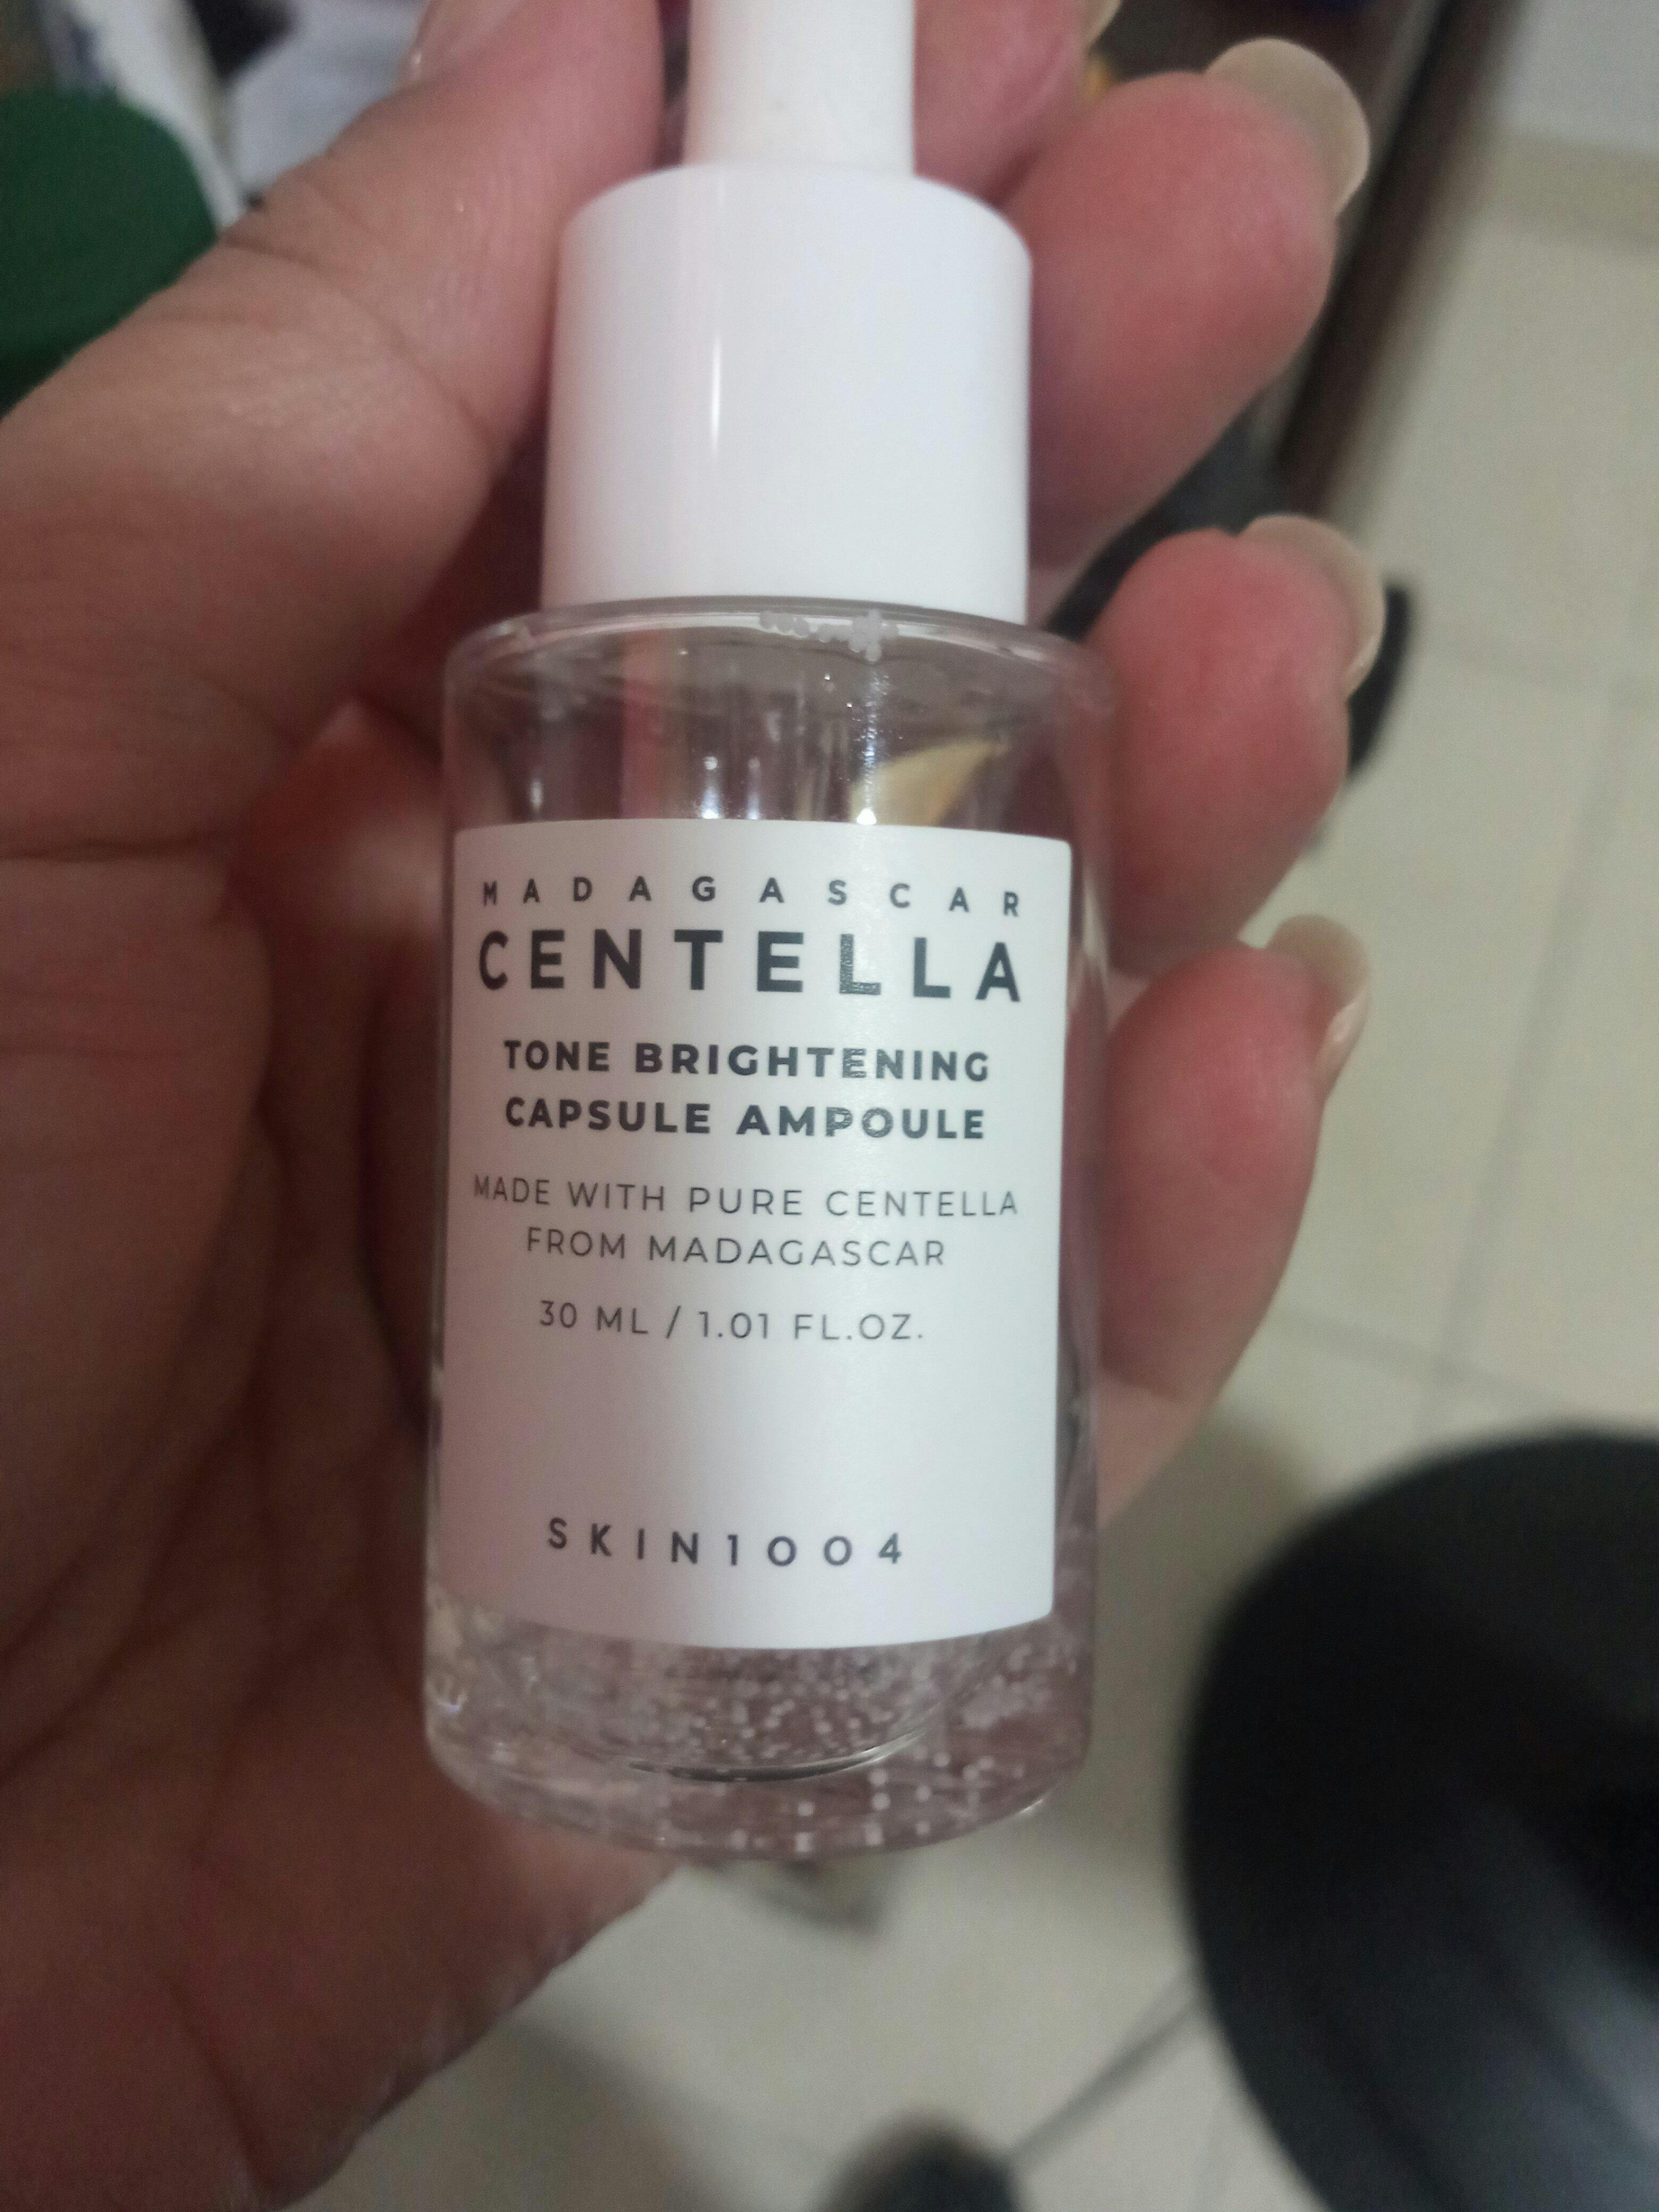 MADAGASCAR
CENTELLA
TONE BRIGHTENING
CAPSULE AMPOULE
MADE WITH PURE CENTELLA
FROM MADAGASCAR
30 ML / 1.01 FL.OZ.
SKIN1004